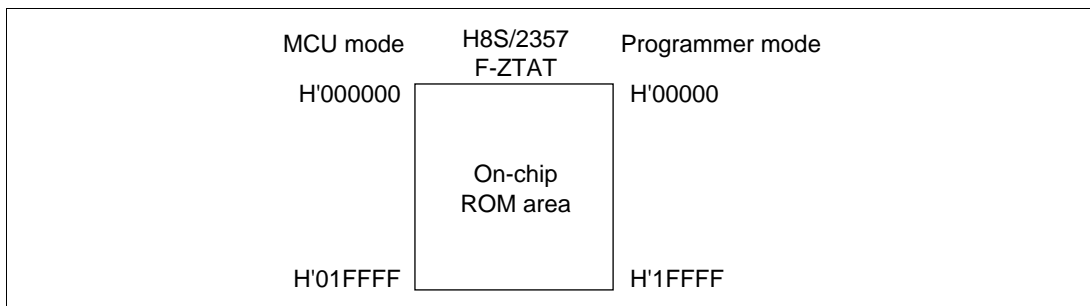 MCU mode
H8S/2357
F-ZTAT
Programmer mode
H'000000
H'00000
On-chip
ROM area
H'01FFFF
H'1FFFF